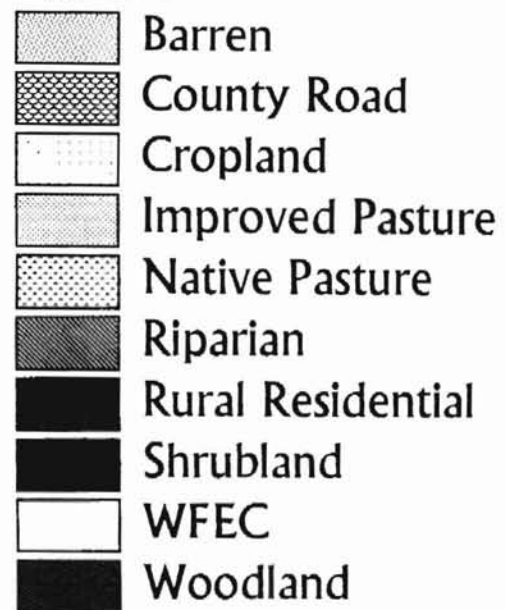 Barren
County Road
Cropland
Improved Pasture
Native Pasture
Riparian
Rural Residential
Shrubland
WFEC
Woodland